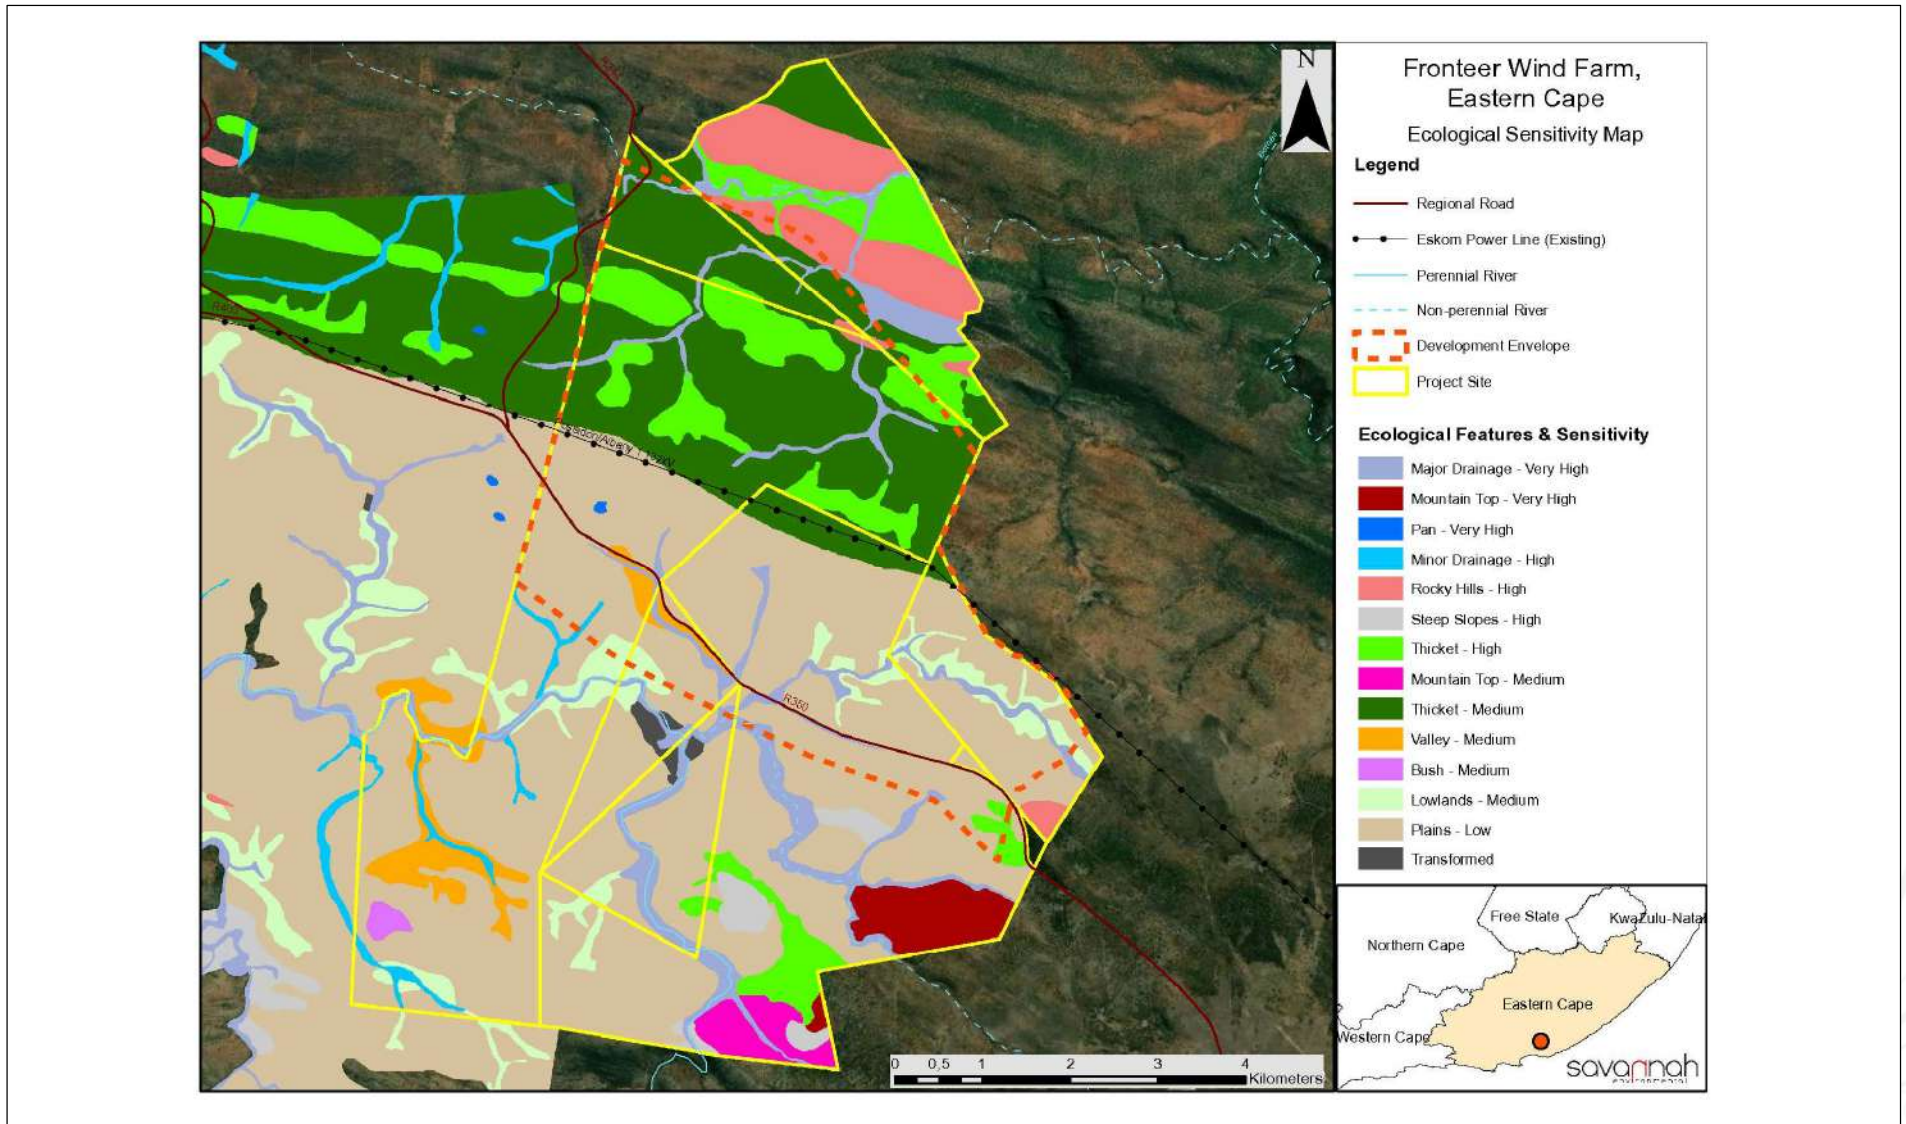 Fronteer Wind Farm,
Eastern Cape
Ecological Sensitivity Map
Legend
Regional Road
Eskom Power Line (Existing)
Perennial River
Non-perennial River
Development Envelope
Project Site
Ecological Features & Sensitivity
Major Drainage - Very High
Mountain Top - Very High
Pan - Very High
Minor Drainage - High
Rocky Hills - High
Steep Slopes - High
Thicket - High
Mountain Top - Medium
Thicket - Medium
Valley - Medium
Bush - Medium
Lowlands - Medium
Plains - Low
Transformed
N
R400
R350
0 0,5 1 2 3 4
Kilometers
Free State
KwaZulu-Natal
Northern Cape
Eastern Cape
Western Cape
savannah
environmental